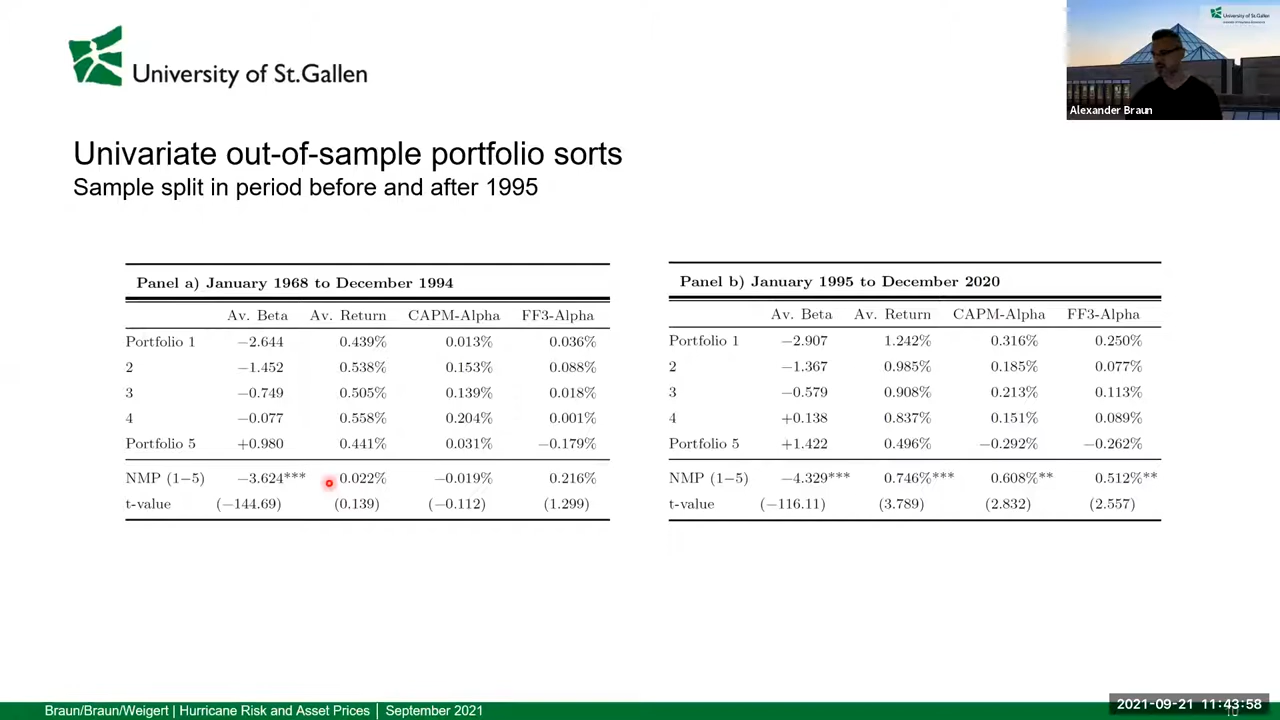 University of St.Gallen
University of St.Gallen
Alexander Braun
Univariate out-of-sample portfolio sorts
Sample split in period before and after 1995
Panel a) January 1968 to December 1994
Av. Beta Av. Return CAPM-Alpha FF3-Alpha
Portfolio 1 −2.644 0.439% 0.013% 0.036%
2 −1.452 0.538% 0.153% 0.088%
3 −0.749 0.505% 0.139% 0.018%
4 −0.077 0.558% 0.204% 0.001%
Portfolio 5 +0.980 0.441% 0.031% −0.179%
NMP (1−5) −3.624*** 0.022% −0.019% 0.216%
t-value (−144.69) (0.139) (−0.112) (1.299)
Panel b) January 1995 to December 2020
Av. Beta Av. Return CAPM-Alpha FF3-Alpha
Portfolio 1 −2.907 1.242% 0.316% 0.250%
2 −1.367 0.985% 0.185% 0.077%
3 −0.579 0.908% 0.213% 0.113%
4 +0.138 0.837% 0.151% 0.089%
Portfolio 5 +1.422 0.496% −0.292% −0.262%
NMP (1−5) −4.329*** 0.746%*** 0.608%** 0.512%**
t-value (−116.11) (3.789) (2.832) (2.557)
Braun/Braun/Weigert | Hurricane Risk and Asset Prices | September 2021
2021-09-21 11:43:58